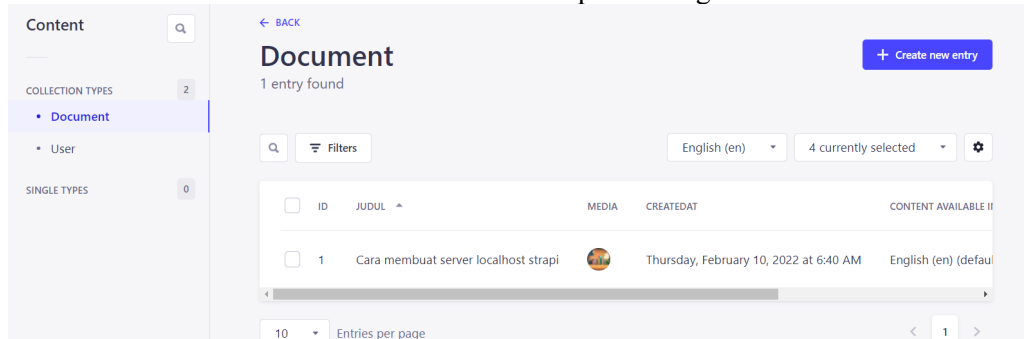 Content
← BACK
Document
+ Create new entry
1 entry found
COLLECTION TYPES 2
• Document
• User
Filters
English (en)
4 currently selected
SINGLE TYPES 0
ID JUDUL MEDIA CREATEDAT CONTENT AVAILABLE I
1 Cara membuat server localhost strapi Thursday, February 10, 2022 at 6:40 AM English (en) (defau
10 Entries per page
< 1 >